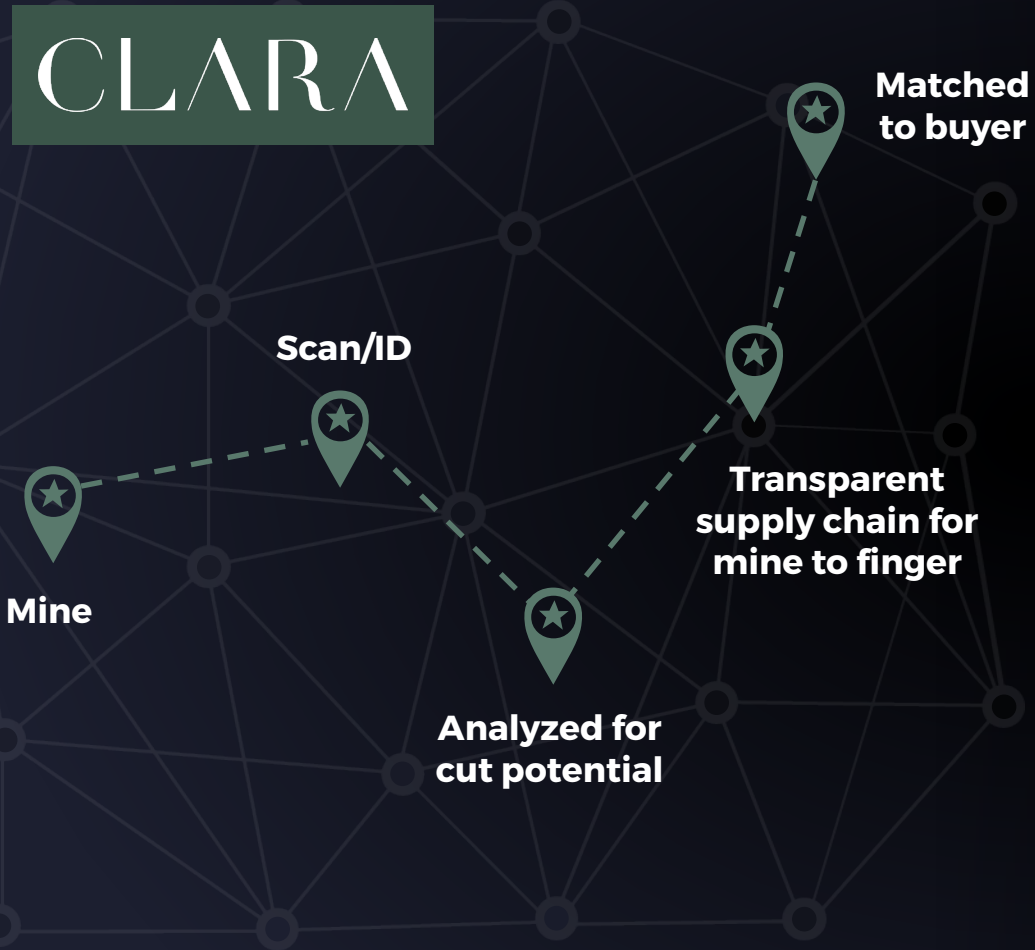 CLARA
Mine
Scan/ID
Analyzed for
cut potential
Transparent
supply chain for
mine to finger
Matched
to buyer